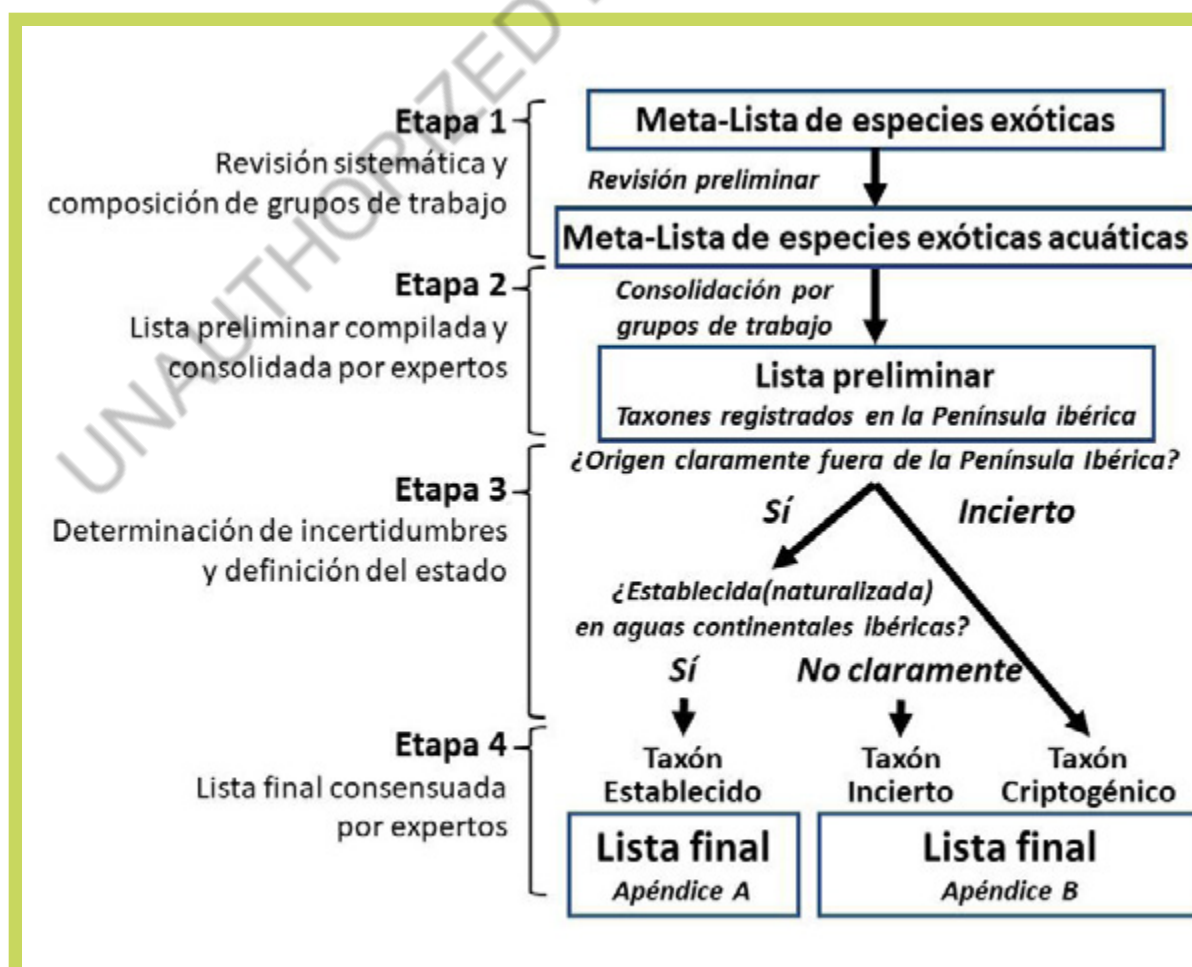 UNAUTHORIZED
Etapa 1
Revisión sistemática y
composición de grupos de trabajo
Meta-Lista de especies exóticas
Revisión preliminar
Meta-Lista de especies exóticas acuáticas
Etapa 2
Lista preliminar compilada y
consolidada por expertos
Consolidación por
grupos de trabajo
Lista preliminar
Taxones registrados en la Península ibérica
Etapa 3
Determinación de incertidumbres
y definición del estado
¿Origen claramente fuera de la Península Ibérica?
Sí Incierto
¿Establecida(naturalizada)
en aguas continentales ibéricas?
Sí No claramente
Etapa 4
Lista final consensuada
por expertos
Taxón Taxón Taxón
Establecido Incierto Criptogénico
Lista final Lista final
Apéndice A Apéndice B